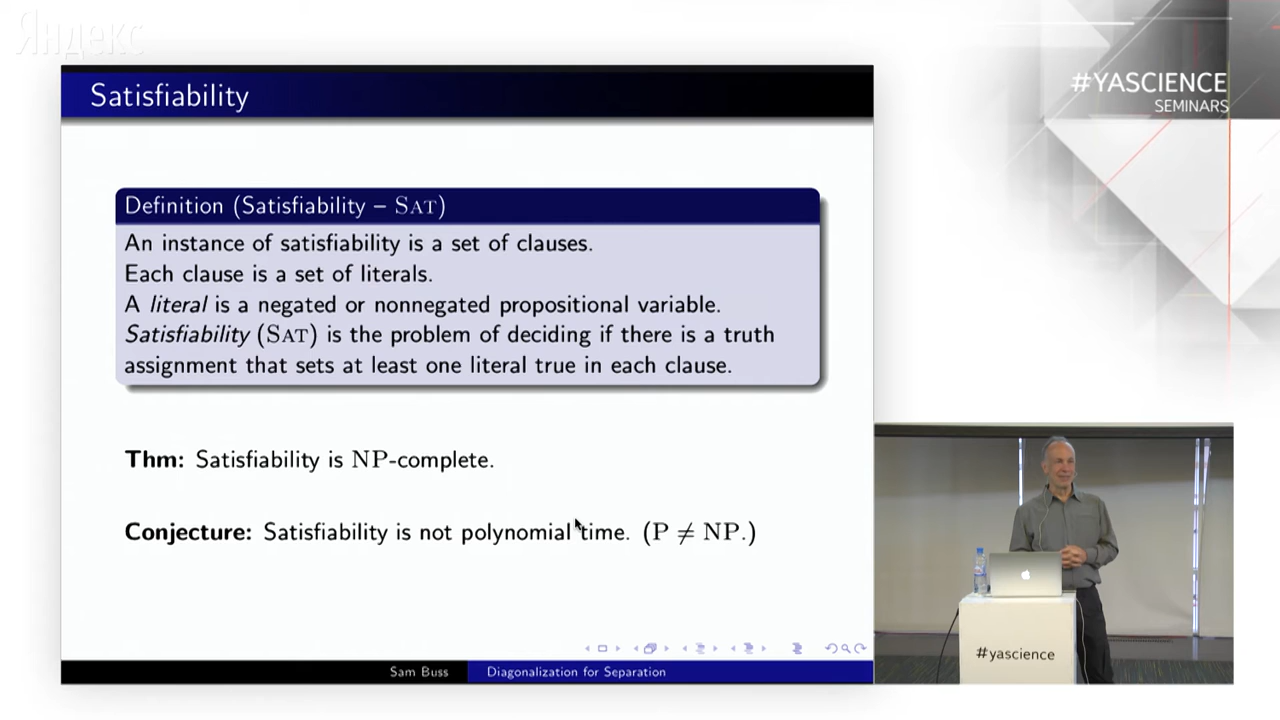 Яндекс
#YASCIENCE
SEMINARS
Satisfiability
Definition (Satisfiability – SAT)
An instance of satisfiability is a set of clauses.
Each clause is a set of literals.
A literal is a negated or nonnegated propositional variable.
Satisfiability (SAT) is the problem of deciding if there is a truth
assignment that sets at least one literal true in each clause.
Thm: Satisfiability is NP-complete.
Conjecture: Satisfiability is not polynomial time. (P ≠ NP.)
Sam Buss
Diagonalization for Separation
#yascience